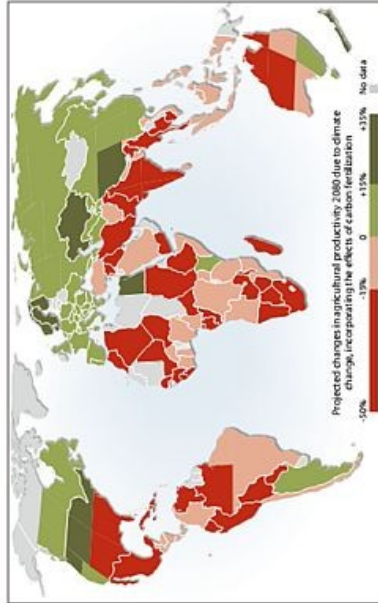 Projected changes in agricultural productivity 2080 due to climate
change, incorporating the effects of carbon fertilization
-50%
-15%
0
+15%
+35%
No data